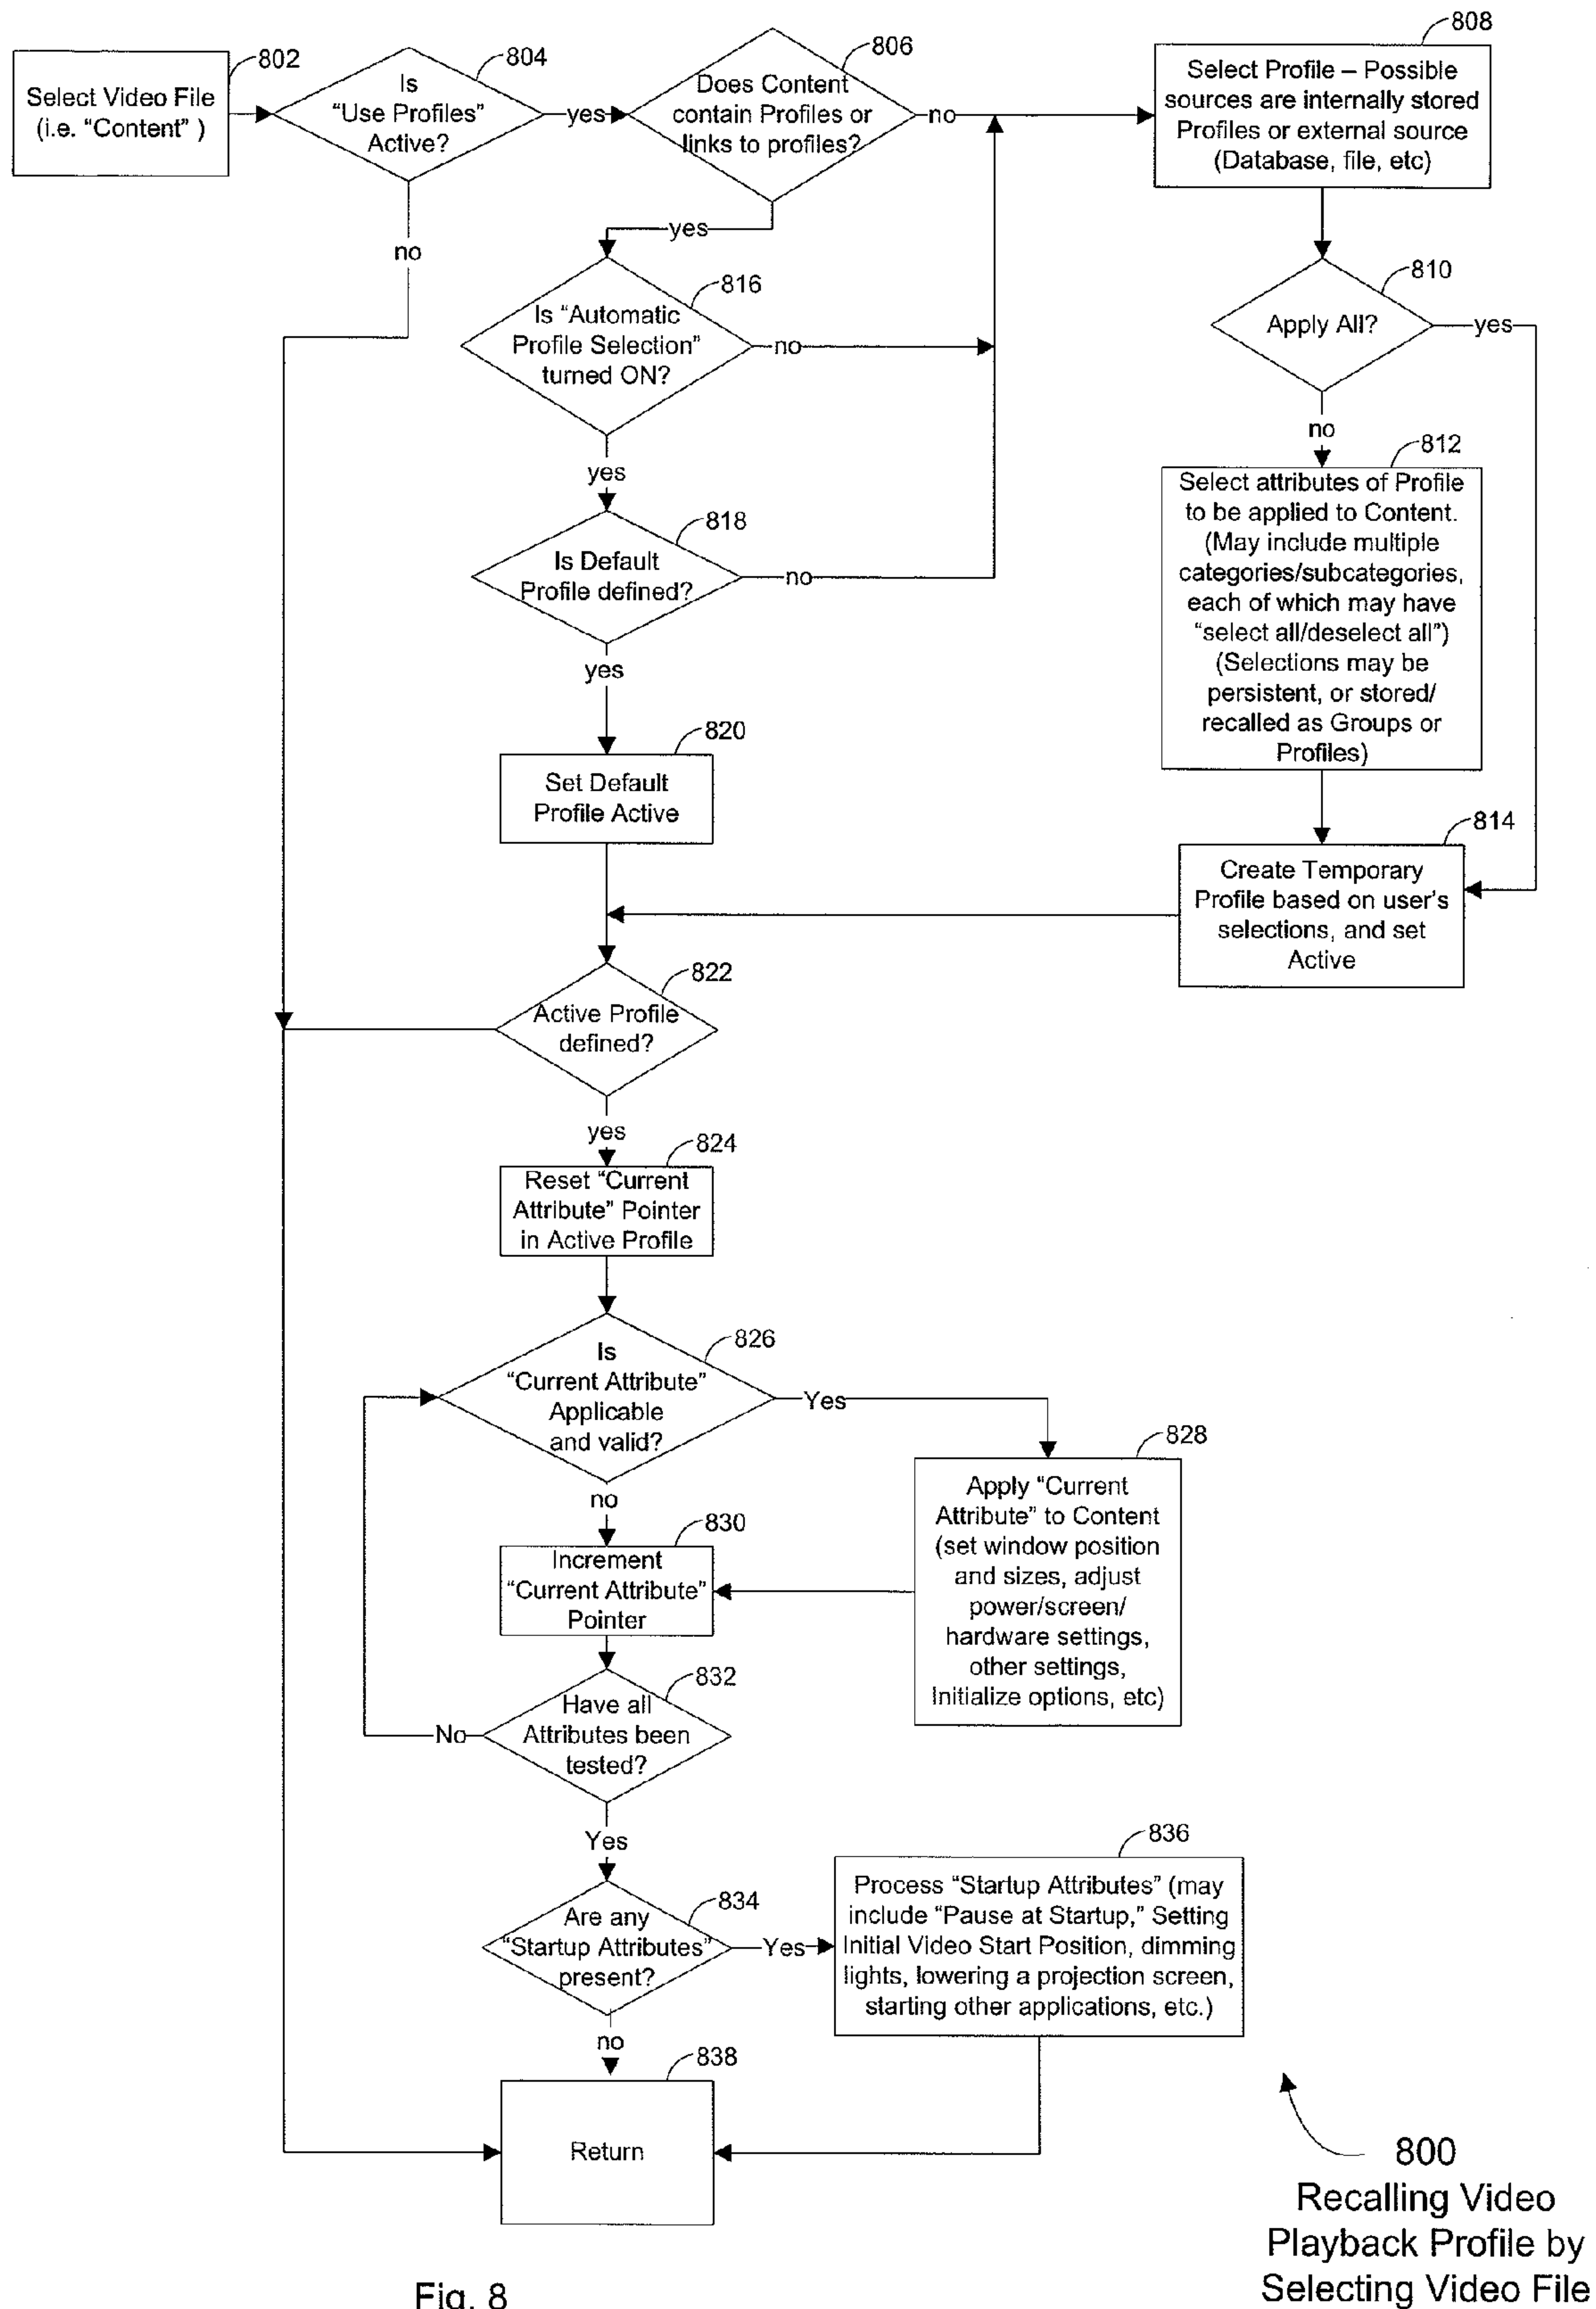 802
Select Video File
(i.e. “Content” )
804
Is
“Use Profiles”
Active?
yes
no
806
Does Content
contain Profiles or
links to profiles?
no
yes
808
Select Profile – Possible
sources are internally stored
Profiles or external source
(Database, file, etc)
810
Apply All?
yes
no
812
Select attributes of Profile
to be applied to Content.
(May include multiple
categories/subcategories,
each of which may have
“select all/deselect all”)
(Selections may be
persistent, or stored/
recalled as Groups or
Profiles)
814
Create Temporary
Profile based on user’s
selections, and set
Active
816
Is “Automatic
Profile Selection”
turned ON?
no
yes
818
Is Default
Profile defined?
no
yes
820
Set Default
Profile Active
822
Active Profile
defined?
yes
824
Reset “Current
Attribute” Pointer
in Active Profile
826
Is
“Current Attribute”
Applicable
and valid?
Yes
no
828
Apply “Current
Attribute” to Content
(set window position
and sizes, adjust
power/screen/
hardware settings,
other settings,
Initialize options, etc)
830
Increment
“Current Attribute”
Pointer
832
Have all
Attributes been
tested?
No
Yes
834
Are any
“Startup Attributes”
present?
Yes
no
836
Process “Startup Attributes” (may
include “Pause at Startup,” Setting
Initial Video Start Position, dimming
lights, lowering a projection screen,
starting other applications, etc.)
838
Return
800
Recalling Video
Playback Profile by
Selecting Video File
Fig. 8